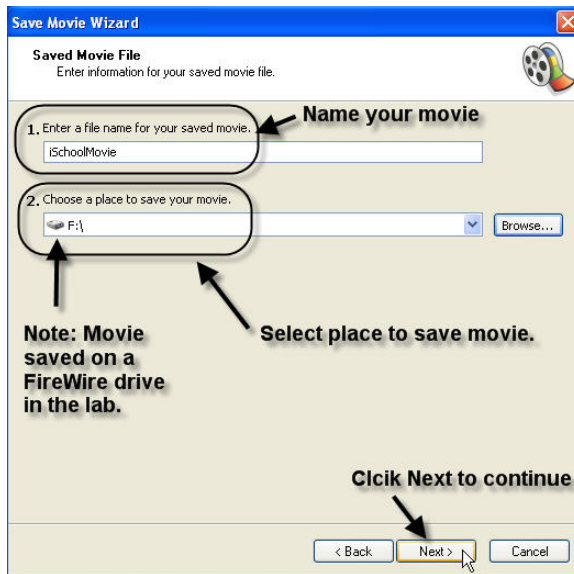 Save Movie Wizard
Saved Movie File
Enter information for your saved movie file.
Name your movie
1. Enter a file name for your saved movie.
iSchoolMovie
2. Choose a place to save your movie.
F:\
Browse...
Note: Movie
saved on a
FireWire drive
in the lab.
Select place to save movie.
Clcik Next to continue
< Back
Next >
Cancel